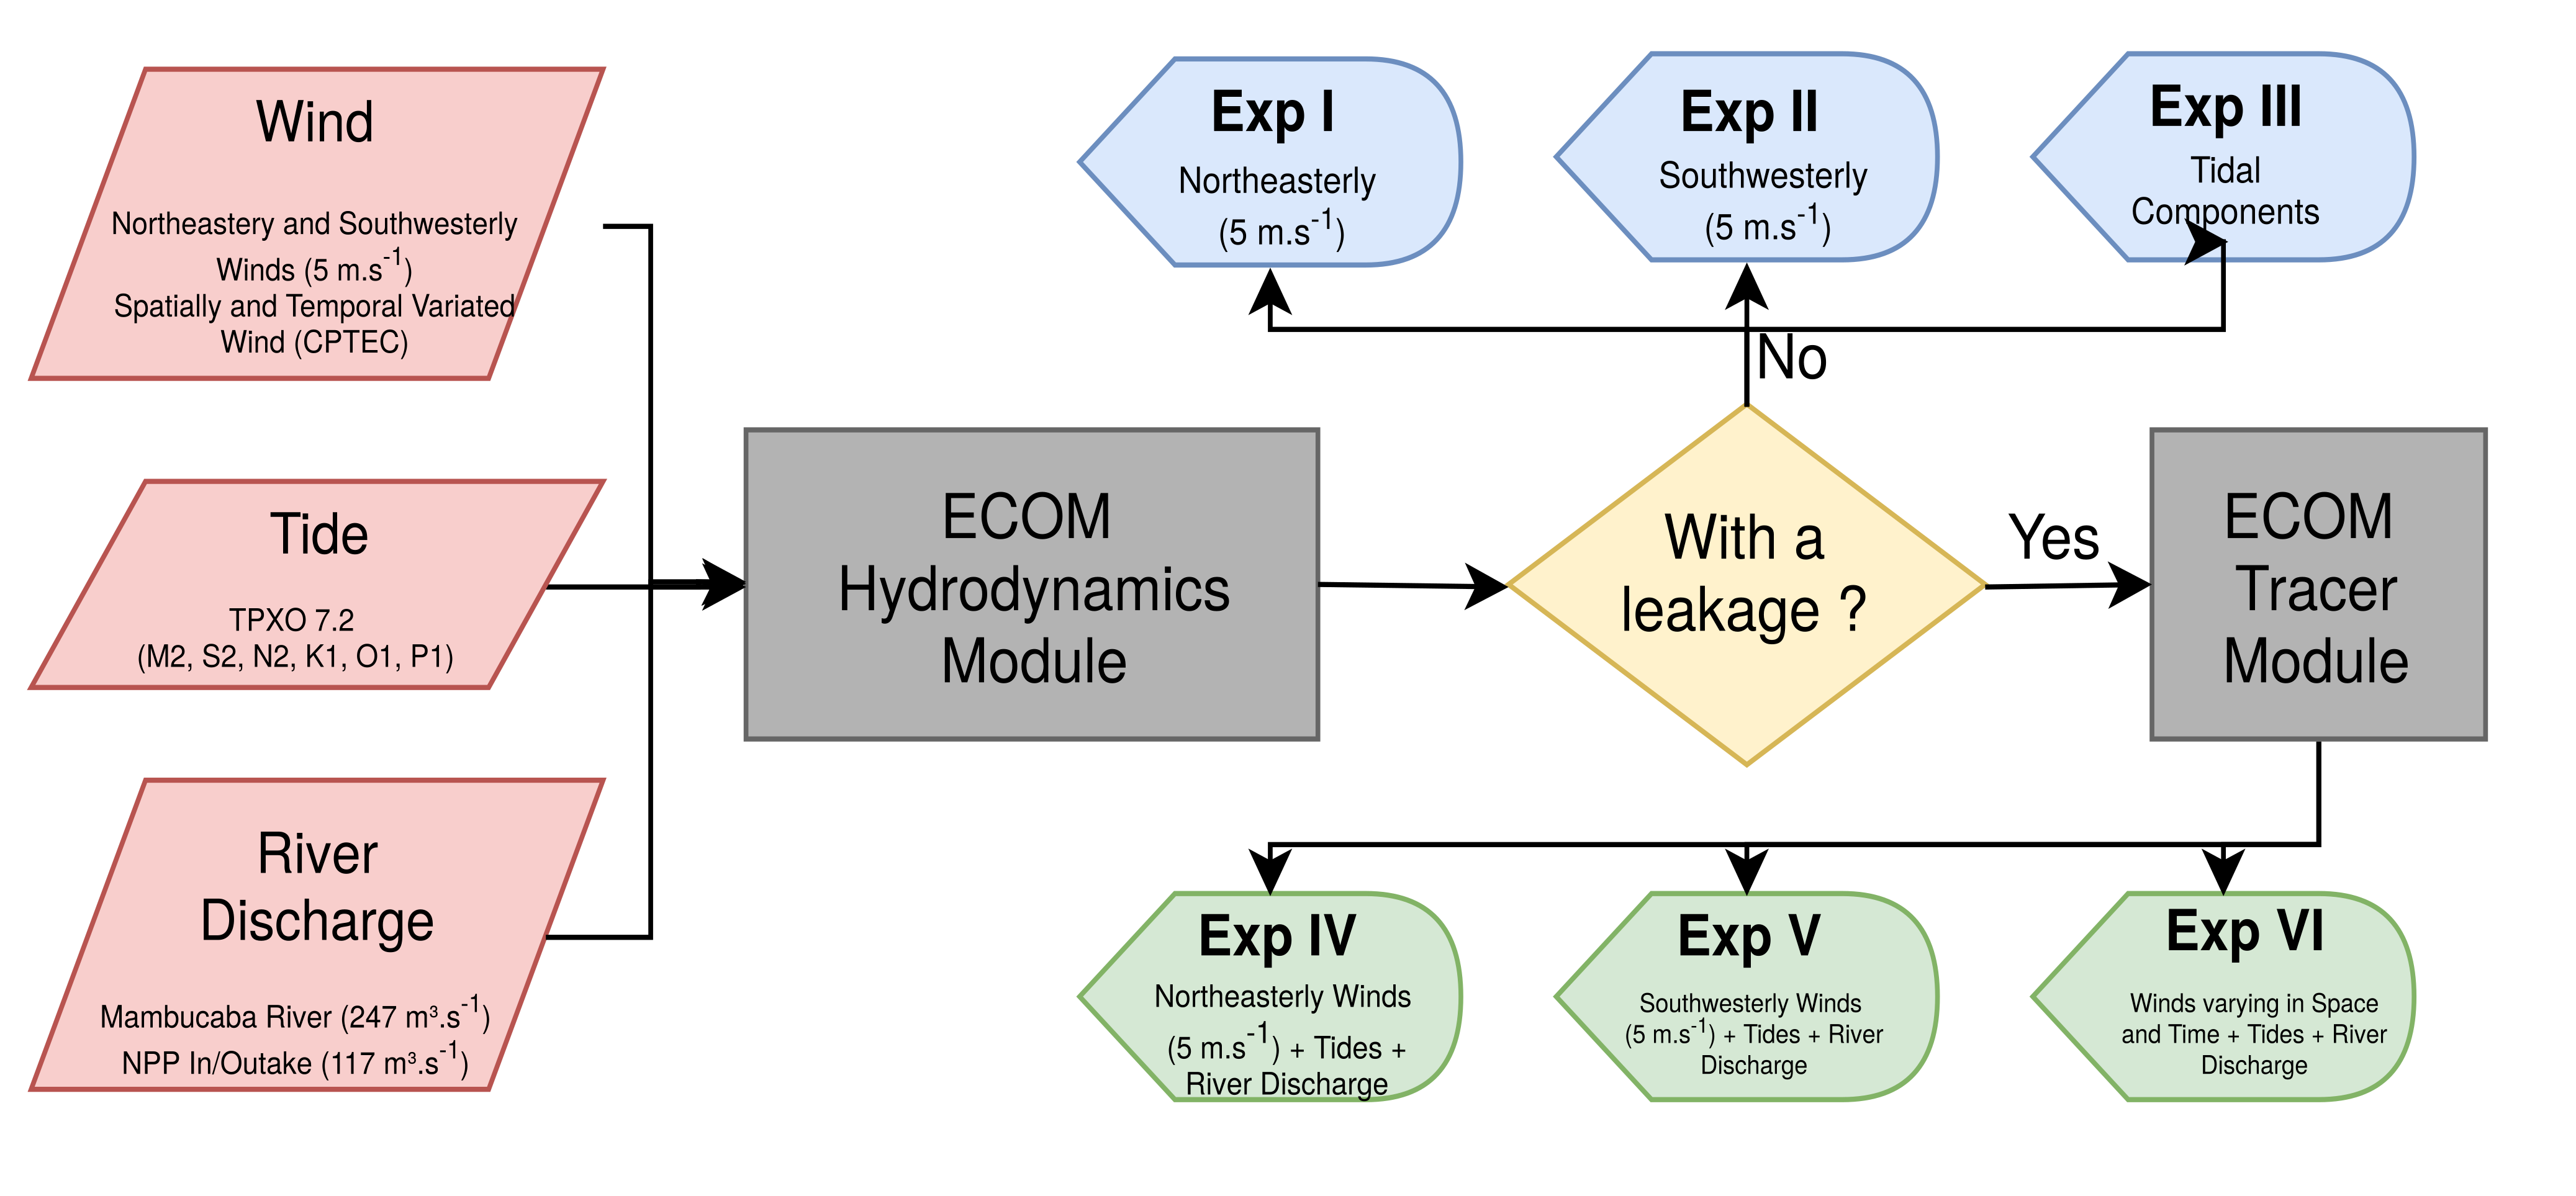 Wind
Northeastery and Southwesterly
Winds (5 m.s⁻¹)
Spatially and Temporal Variated
Wind (CPTEC)
Tide
TPXO 7.2
(M2, S2, N2, K1, O1, P1)
River
Discharge
Mambucaba River (247 m³.s⁻¹)
NPP In/Outake (117 m³.s⁻¹)
ECOM
Hydrodynamics
Module
With a
leakage ?
No
Yes
ECOM
Tracer
Module
Exp I
Northeasterly
(5 m.s⁻¹)
Exp II
Southwesterly
(5 m.s⁻¹)
Exp III
Tidal
Components
Exp IV
Northeasterly Winds
(5 m.s⁻¹) + Tides +
River Discharge
Exp V
Southwesterly Winds
(5 m.s⁻¹) + Tides + River
Discharge
Exp VI
Winds varying in Space
and Time + Tides + River
Discharge